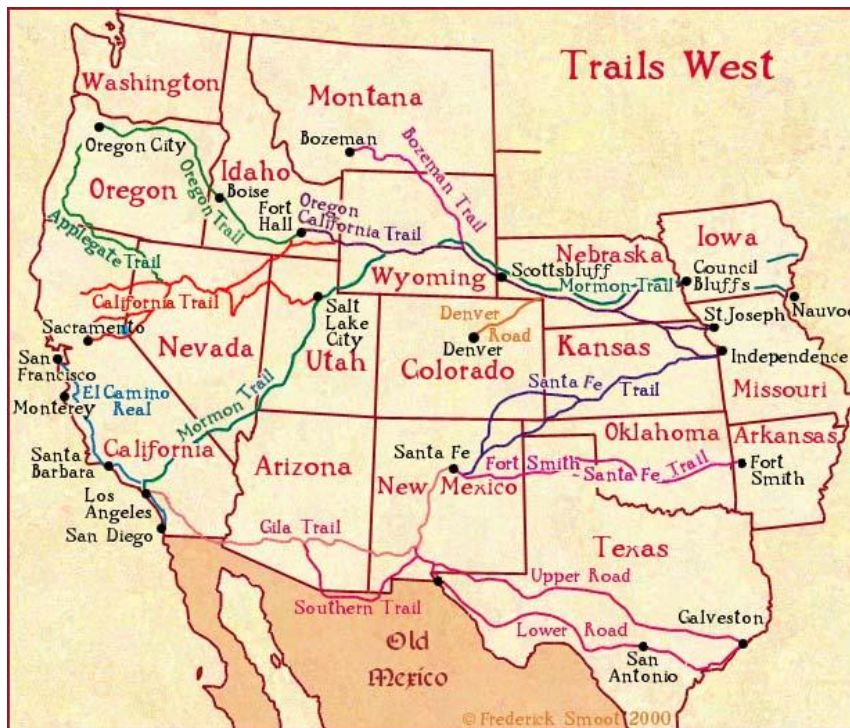 Trails West
Washington
Montana
Bozeman
Bozeman Trail
Oregon City
Oregon
Oregon Trail
Idaho
Boise
Fort
Hall
Oregon
California Trail
Wyoming
Scottsbluff
Nebraska
Mormon Trail
Iowa
Council
Bluffs
Nauvoo
Applegate Trail
California Trail
Sacramento
San
Francisco
Monterey
El Camino
Real
Nevada
Utah
Salt
Lake
City
Mormon Trail
Denver
Road
Denver
Colorado
Kansas
St. Joseph
Independence
Missouri
Santa Fe
Trail
California
Santa
Barbara
Los
Angeles
San Diego
Arizona
Gila Trail
Southern Trail
Santa Fe
New
Mexico
Fort Smith - Santa Fe Trail
Oklahoma
Arkansas
Fort
Smith
Texas
Upper Road
Lower Road
Galveston
San
Antonio
Old
Mexico
© Frederick Smoot 2000